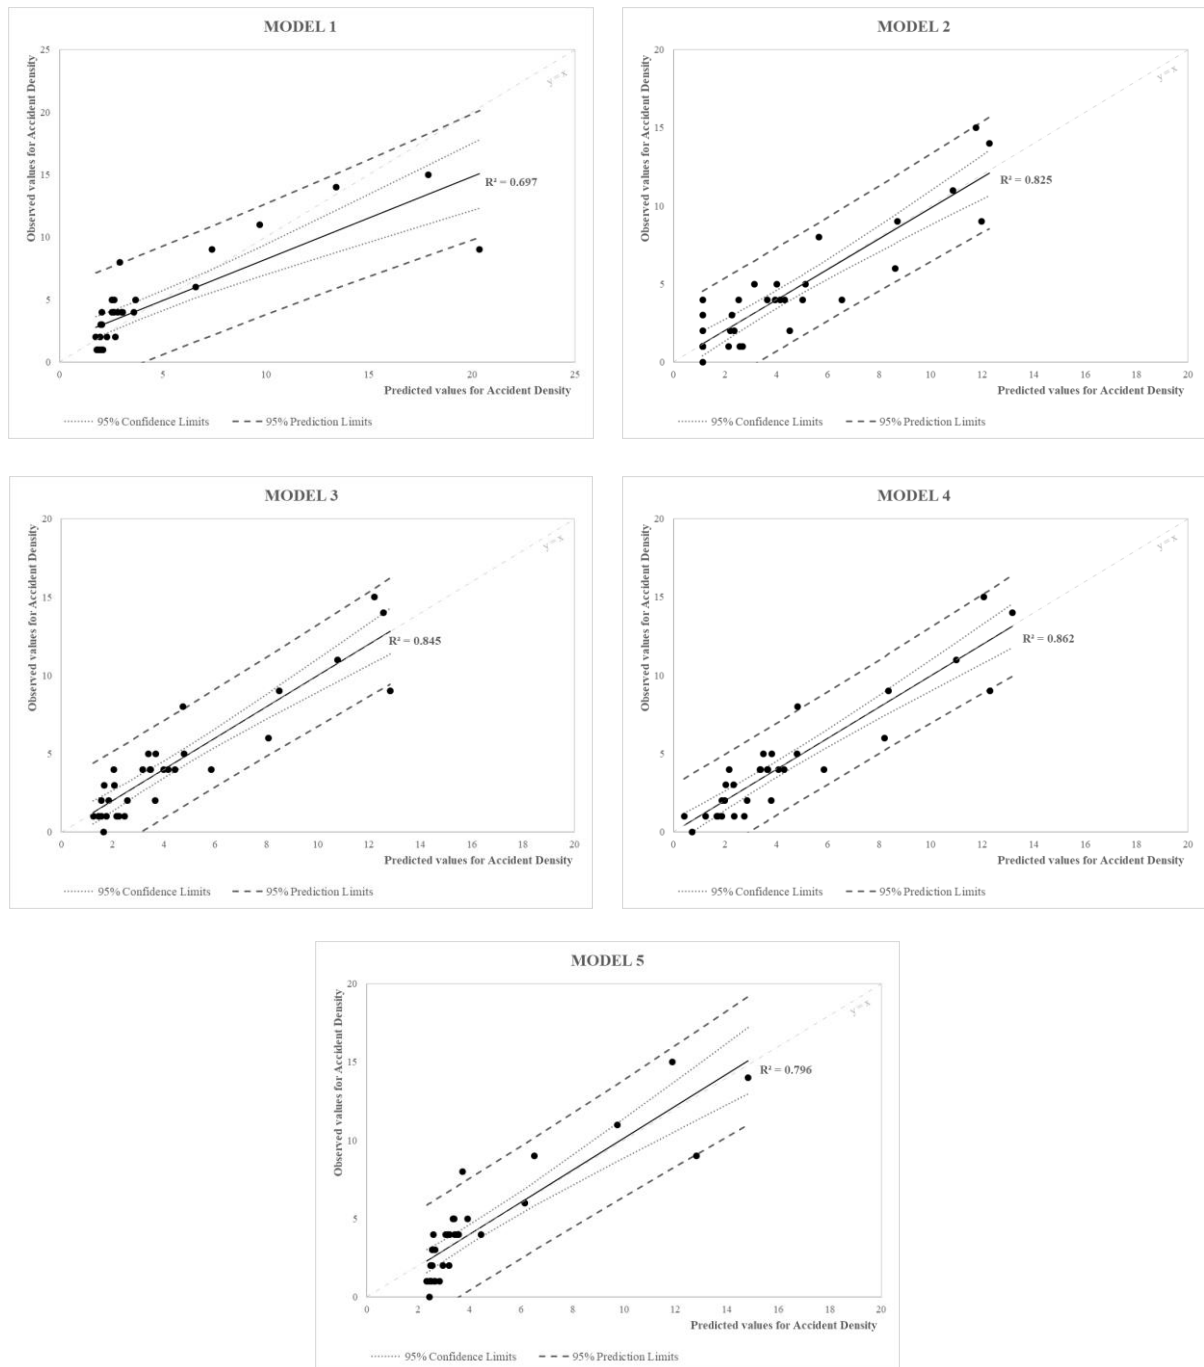 MODEL 1
Observed values for Accident Density
25
20
15
10
5
0
y = x
R² = 0.697
0 5 10 15 20 25
Predicted values for Accident Density
95% Confidence Limits 95% Prediction Limits
MODEL 2
Observed values for Accident Density
20
15
10
5
0
y = x
R² = 0.825
0 2 4 6 8 10 12 14 16 18 20
Predicted values for Accident Density
95% Confidence Limits 95% Prediction Limits
MODEL 3
Observed values for Accident Density
20
15
10
5
0
y = x
R² = 0.845
0 2 4 6 8 10 12 14 16 18 20
Predicted values for Accident Density
95% Confidence Limits 95% Prediction Limits
MODEL 4
Observed values for Accident Density
20
15
10
5
0
y = x
R² = 0.862
0 2 4 6 8 10 12 14 16 18 20
Predicted values for Accident Density
95% Confidence Limits 95% Prediction Limits
MODEL 5
Observed values for Accident Density
20
15
10
5
0
y = x
R² = 0.796
0 2 4 6 8 10 12 14 16 18 20
Predicted values for Accident Density
95% Confidence Limits 95% Prediction Limits